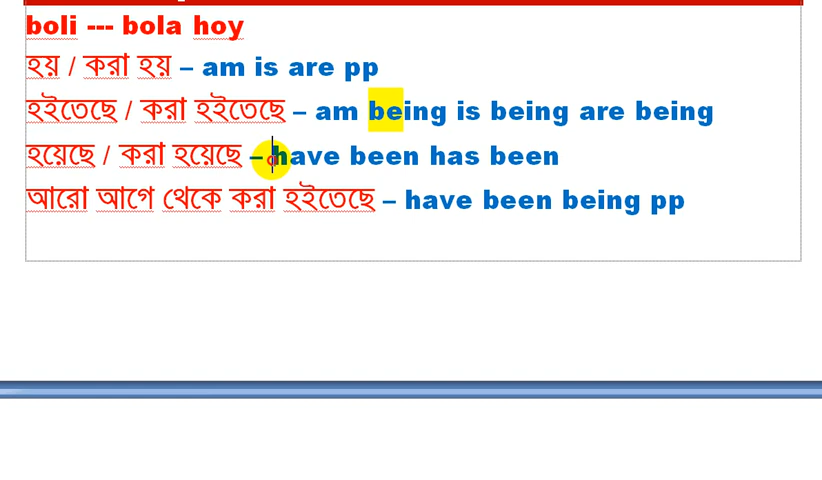 boli --- bola hoy
হয় / করা হয় – am is are pp
হইতেছে / করা হইতেছে – am being is being are being
হয়েছে / করা হয়েছে – have been has been
আরো আগে থেকে করা হইতেছে – have been being pp